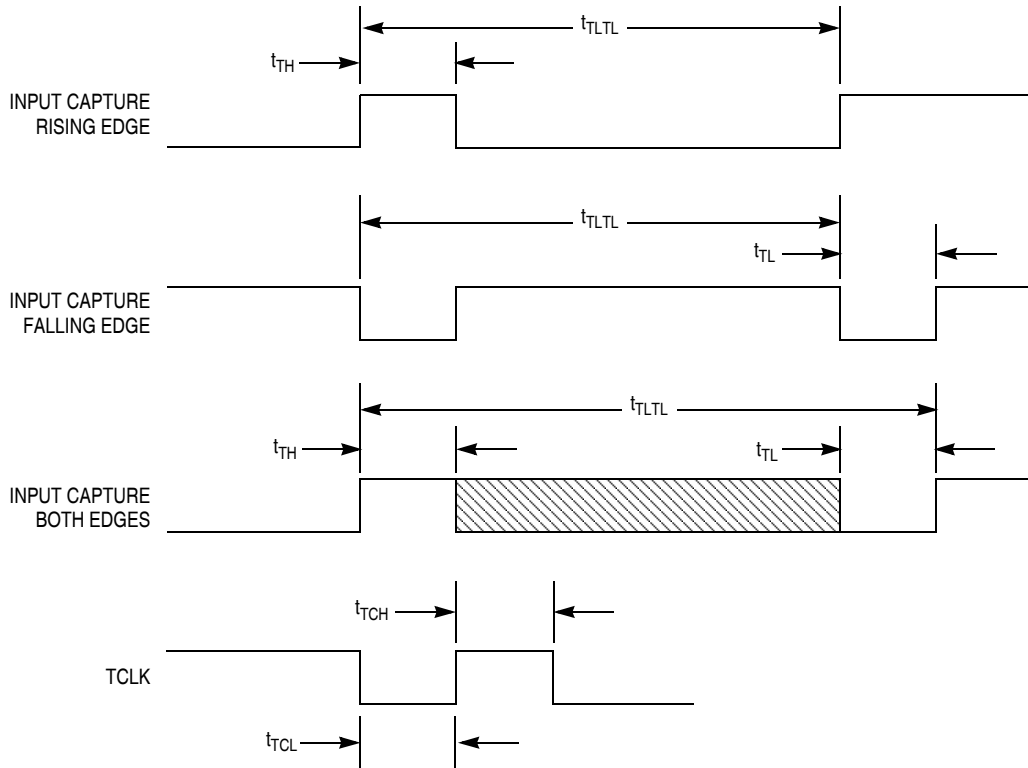 tTLTL
tTH
INPUT CAPTURE
RISING EDGE
tTLTL
tTL
INPUT CAPTURE
FALLING EDGE
tTLTL
tTH
tTL
INPUT CAPTURE
BOTH EDGES
tTCH
TCLK
tTCL